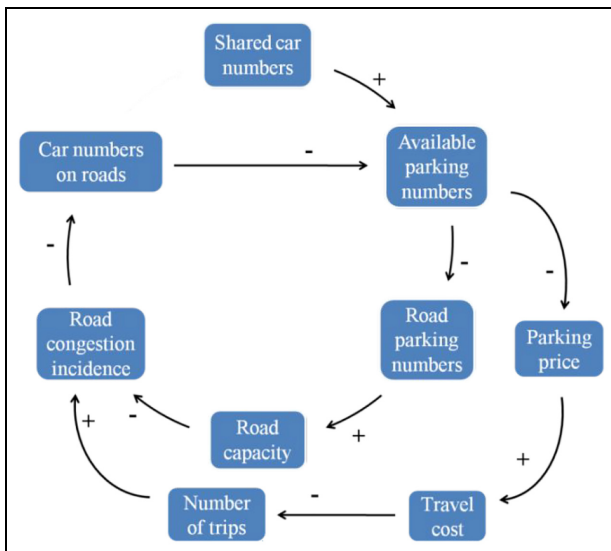 Shared car
numbers
+
Car numbers
on roads
-
Available
parking
numbers
-
-
-
Road
congestion
incidence
Road
parking
numbers
Parking
price
+
-
Road
capacity
+
+
Number
of trips
-
Travel
cost